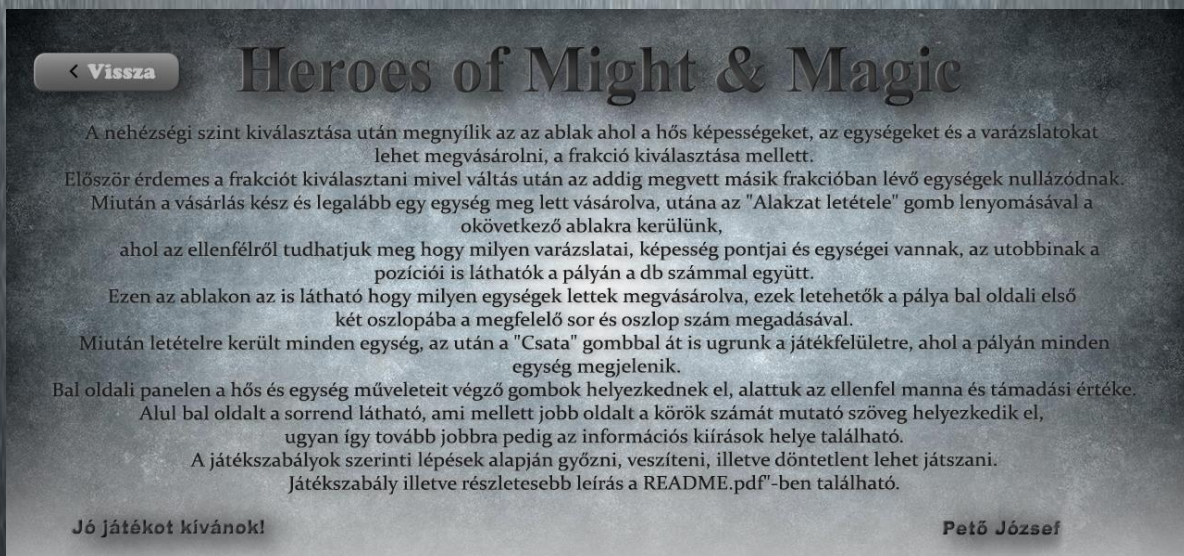 ‹ Vissza
Heroes of Might & Magic
A nehézségi szint kiválasztása után megnyílik az az ablak ahol a hős képességeket, az egységeket és a varázslatokat
lehet megvásárolni, a frakció kiválasztása mellett.
Először érdemes a frakciót kiválasztani mivel váltás után az addig megvett másik frakcióban lévő egységek nullázódnak.
Miután a vásárlás kész és legalább egy egység meg lett vásárolva, utána az "Alakzat letétele" gomb lenyomásával a
okövetkező ablakra kerülünk,
ahol az ellenfélről tudhatjuk meg hogy milyen varázslatai, képesség pontjai és egységei vannak, az utobbinak a
pozíciói is láthatók a pályán a db számmal együtt.
Ezen az ablakon az is látható hogy milyen egységek lettek megvásárolva, ezek letehetők a pálya bal oldali első
két oszlopába a megfelelő sor és oszlop szám megadásával.
Miután letételre került minden egység, az után a "Csata" gombbal át is ugrunk a játékfelületre, ahol a pályán minden
egység megjelenik.
Bal oldali panelen a hős és egység műveleteit végző gombok helyezkednek el, alattuk az ellenfel manna és támadási értéke.
Alul bal oldalt a sorrend látható, ami mellett jobb oldalt a körök számát mutató szöveg helyezkedik el,
ugyan így tovább jobbra pedig az információs kiírások helye található.
A játékszabályok szerinti lépések alapján győzni, veszíteni, illetve döntetlent lehet játszani.
Játékszabály illetve részletesebb leírás a README.pdf"-ben található.
Jó játékot kívánok!
Pető József